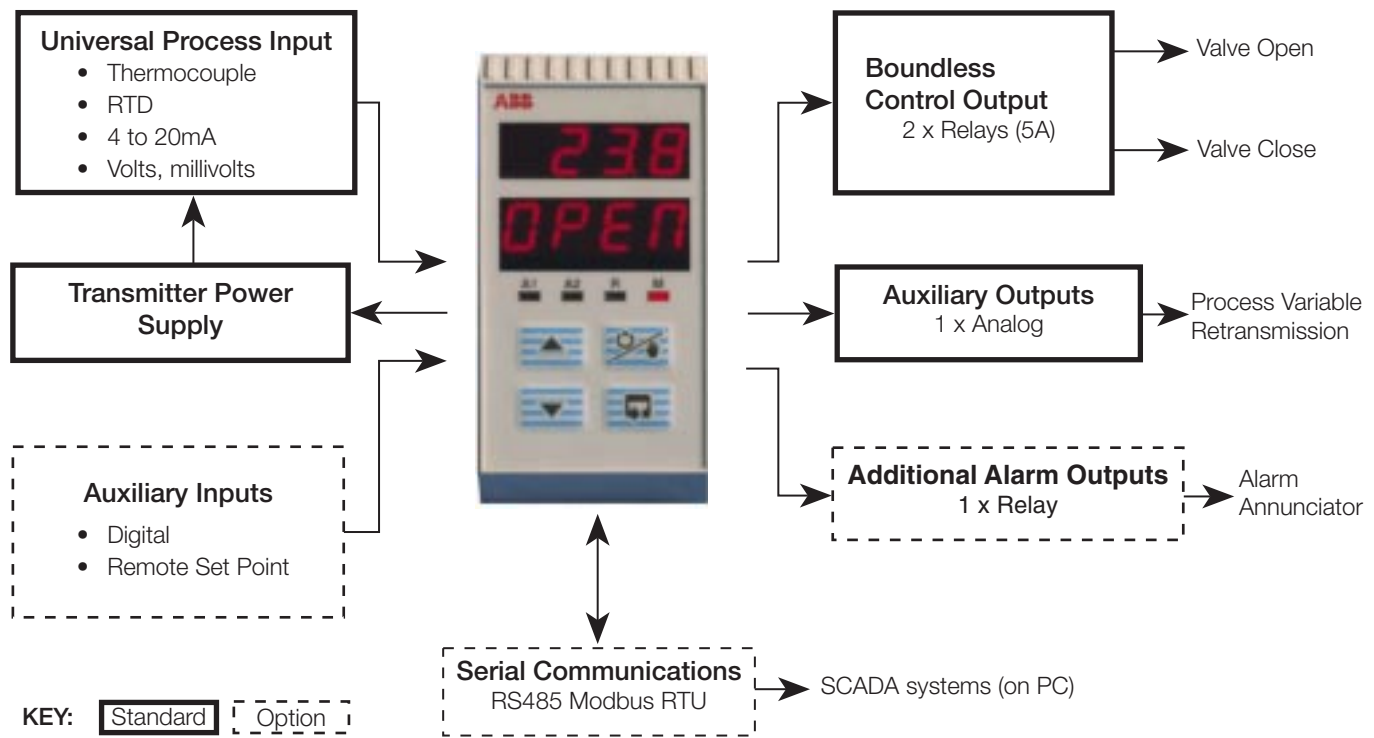 Universal Process Input
• Thermocouple
• RTD
• 4 to 20mA
• Volts, millivolts
Transmitter Power
Supply
Auxiliary Inputs
• Digital
• Remote Set Point
KEY: Standard Option
ABB
238
OPEN
A1 A2 R M
Serial Communications
RS485 Modbus RTU
SCADA systems (on PC)
Boundless
Control Output
2 x Relays (5A)
Valve Open
Valve Close
Auxiliary Outputs
1 x Analog
Process Variable
Retransmission
Additional Alarm Outputs
1 x Relay
Alarm
Annunciator